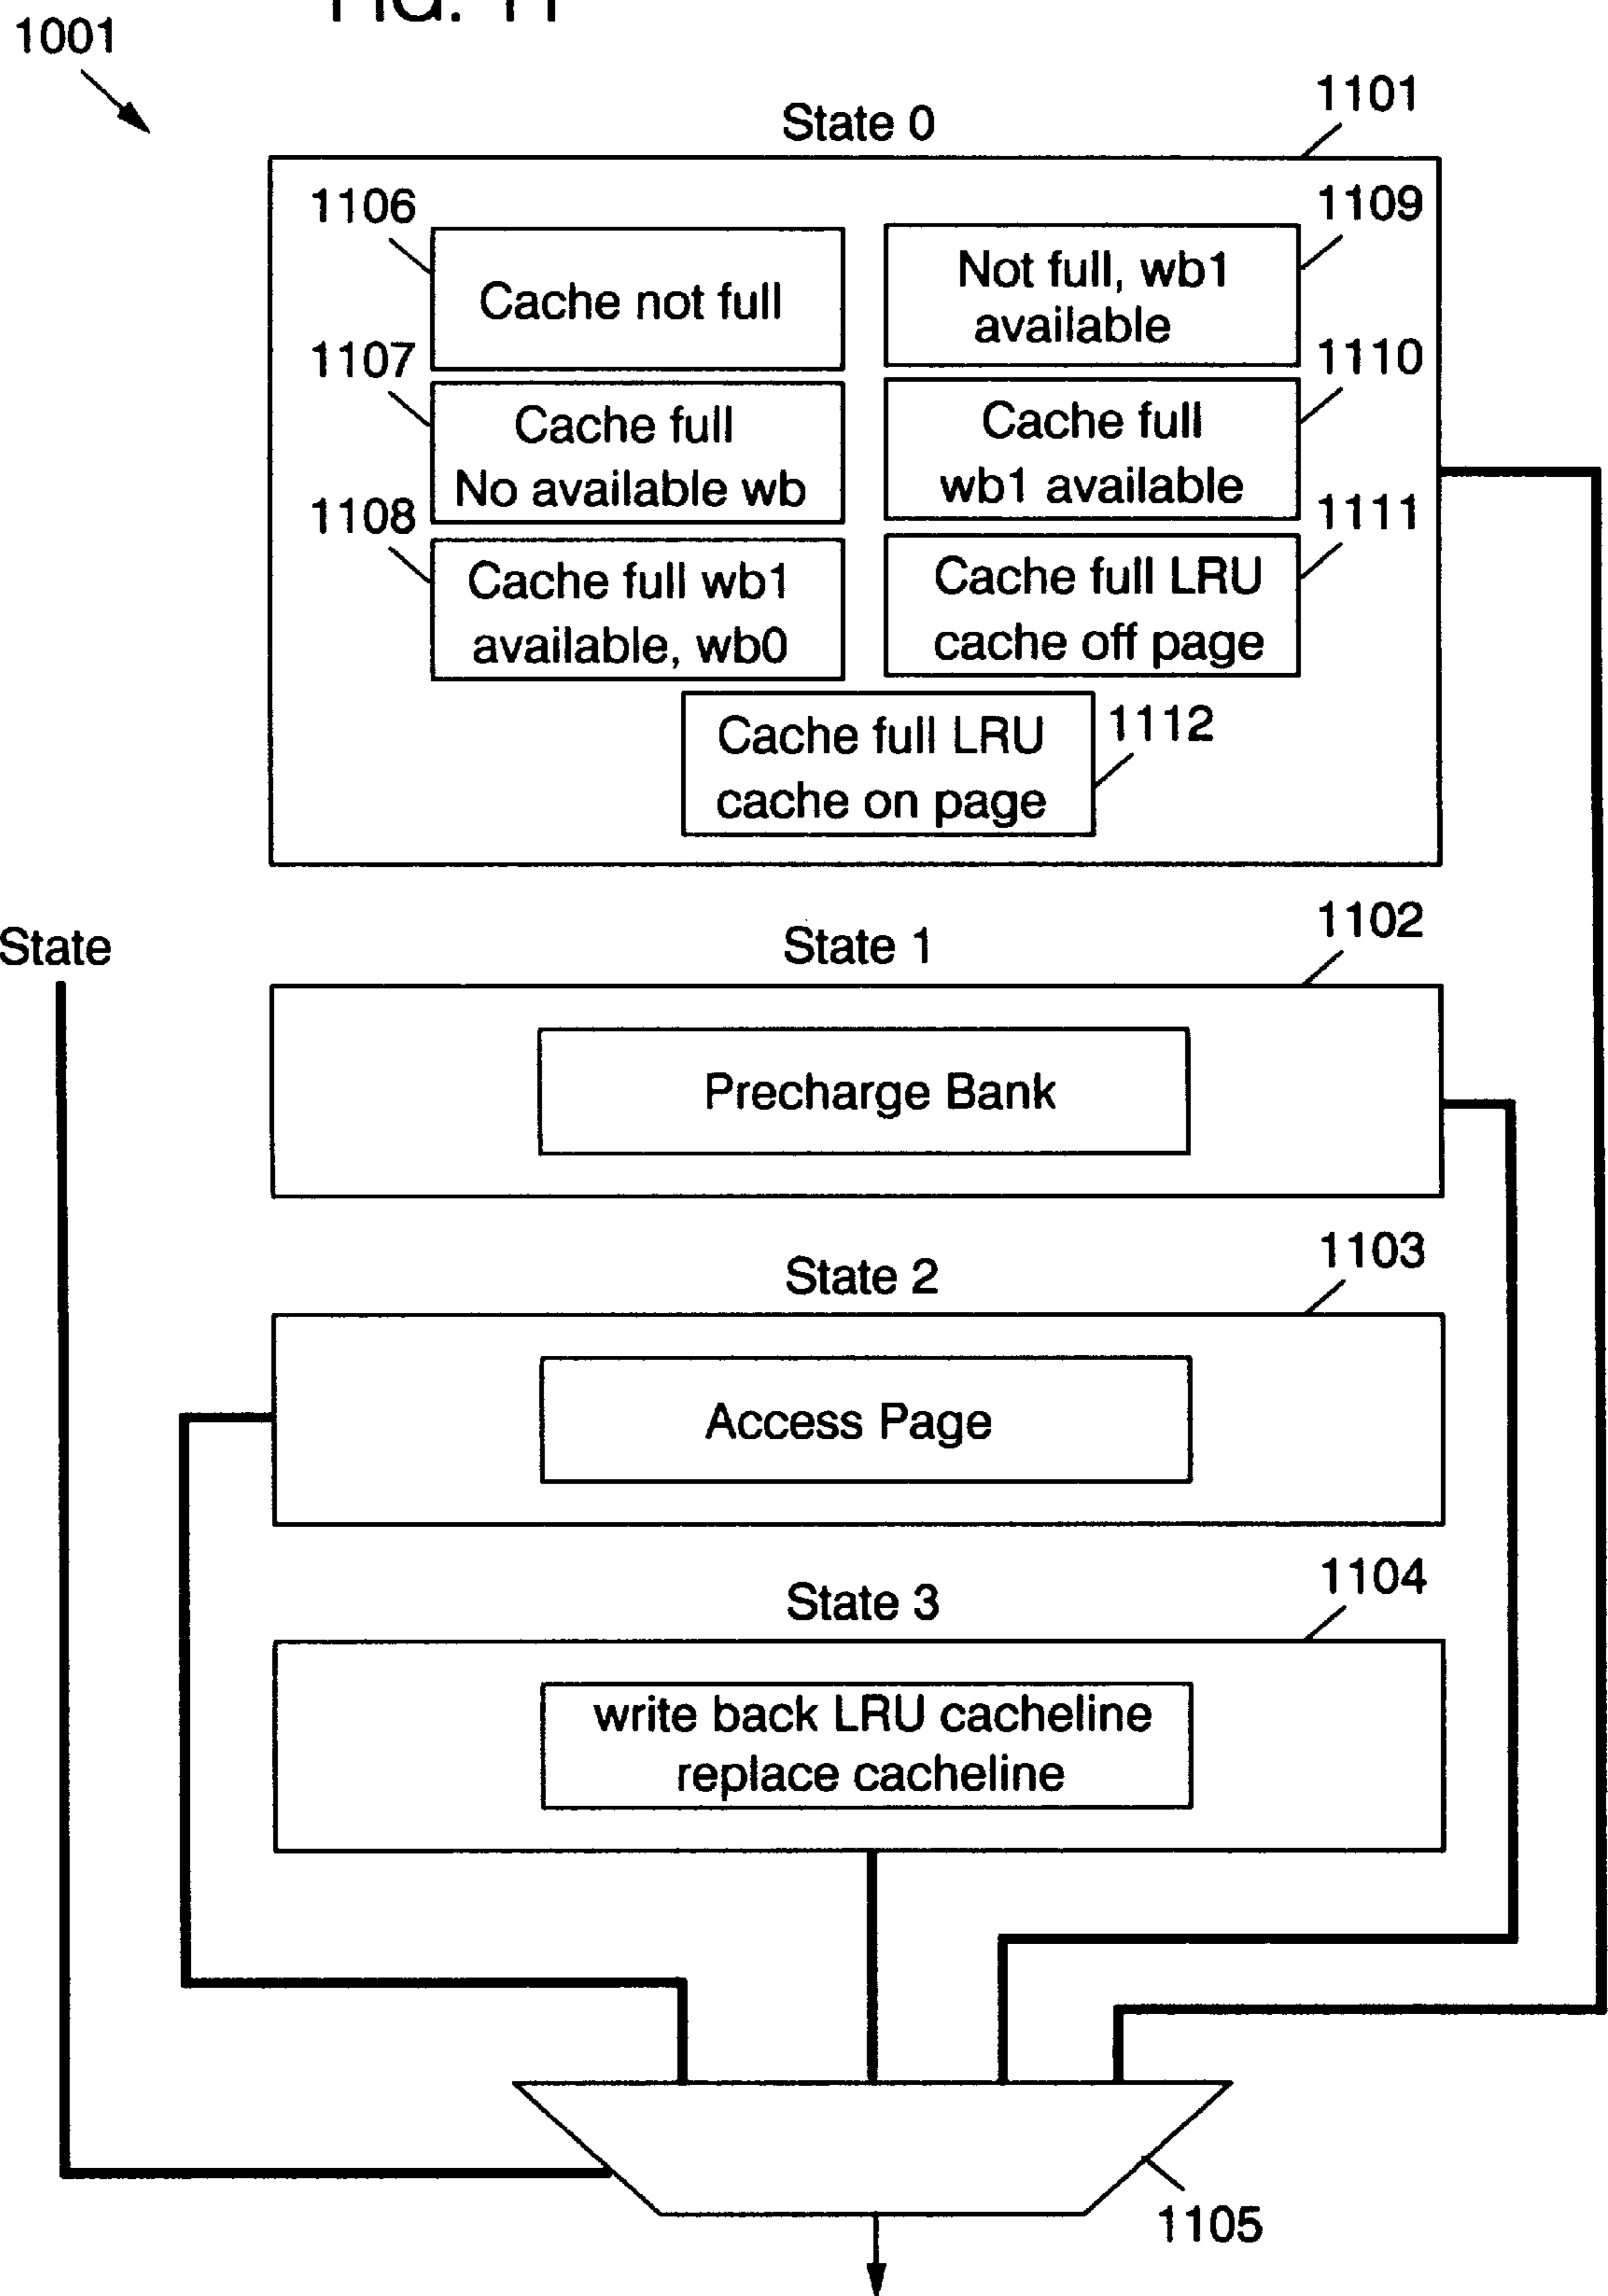 FIG. 11
1001
1101
State 0
1106
1109
Cache not full
Not full, wb1
available
1107
1110
Cache full
No available wb
Cache full
wb1 available
1108
1111
Cache full wb1
available, wb0
Cache full LRU
cache off page
Cache full LRU
cache on page
1112
State
State 1
1102
Precharge Bank
State 2
1103
Access Page
State 3
1104
write back LRU cacheline
replace cacheline
1105